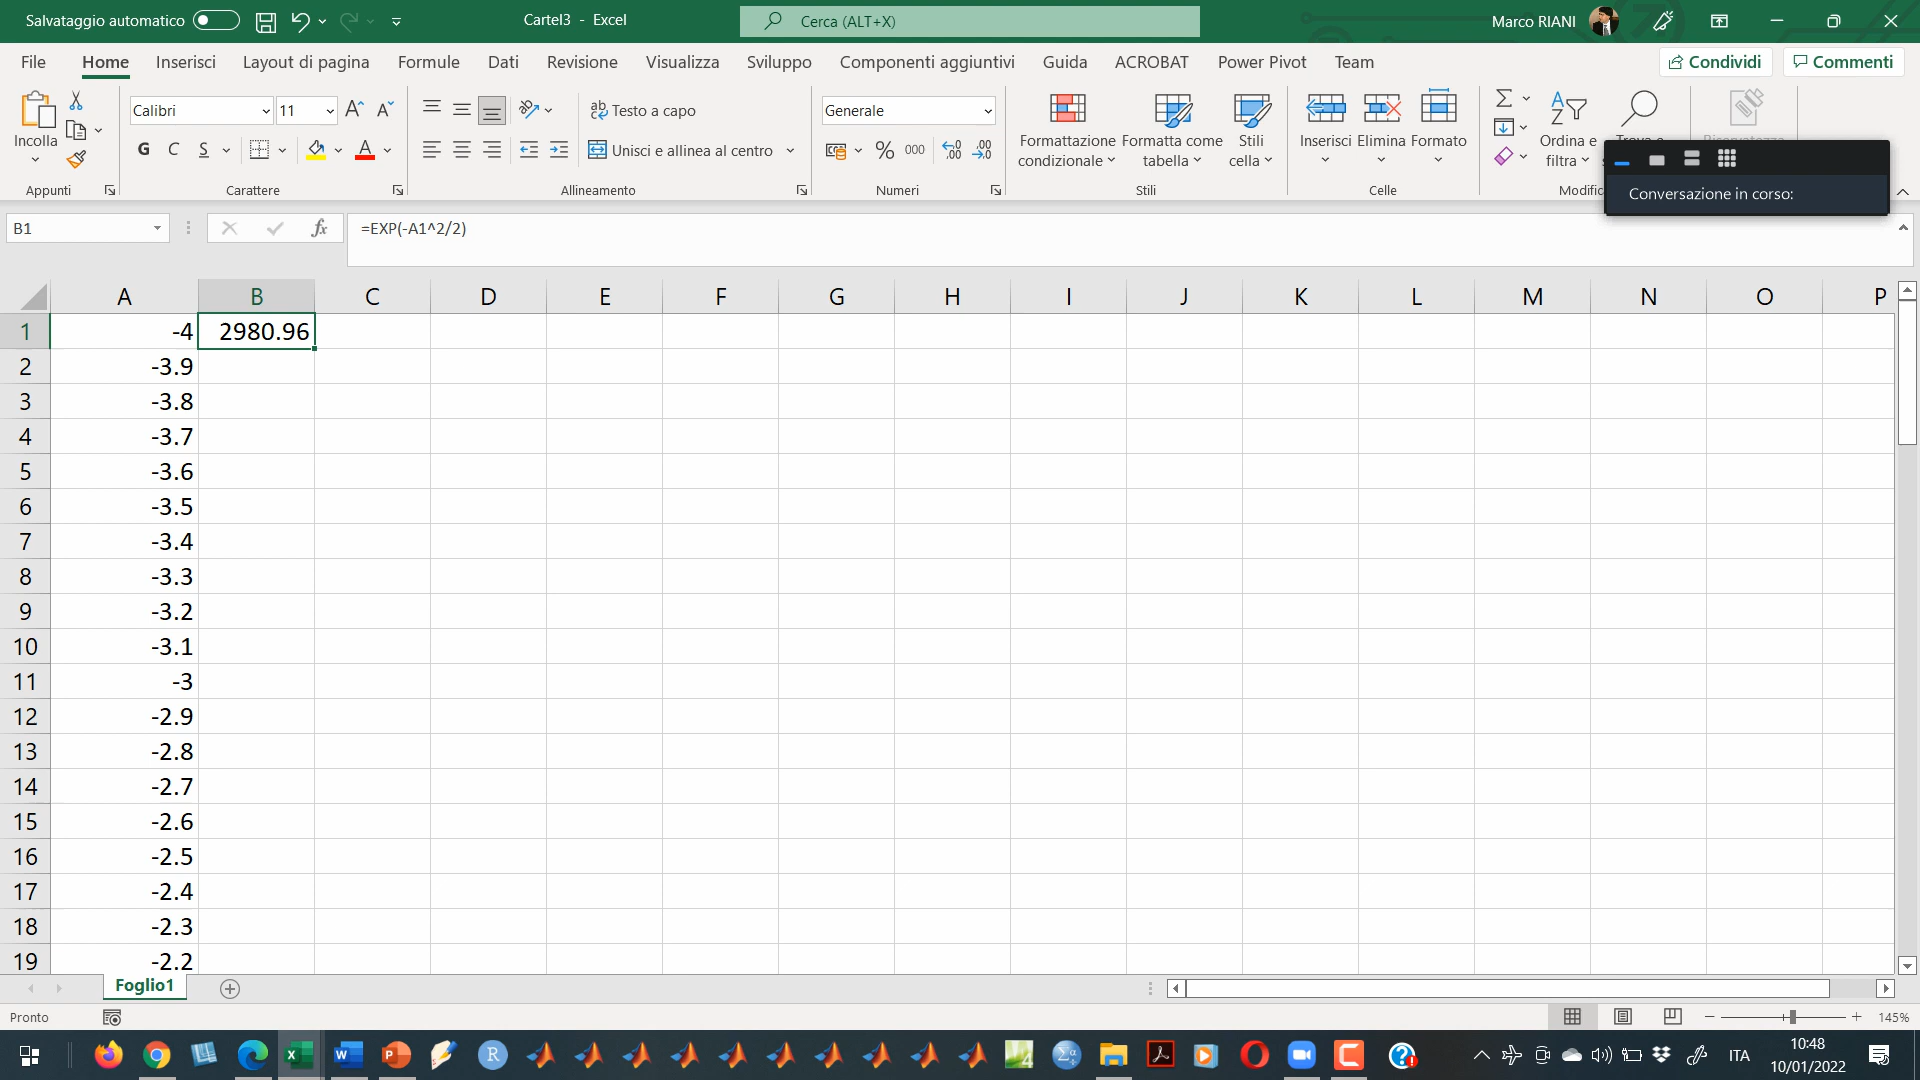 Salvataggio automatico
Cartel3 - Excel
Cerca (ALT+X)
Marco RIANI
File Home Inserisci Layout di pagina Formule Dati Revisione Visualizza Sviluppo Componenti aggiuntivi Guida ACROBAT Power Pivot Team Condividi Commenti
Incolla
Appunti
Calibri 11
G C S
Carattere
Testo a capo
Unisci e allinea al centro
Allineamento
Generale
% 000
Numeri
Formattazione condizionale
Formatta come tabella
Stili cella
Stili
Inserisci Elimina Formato
Celle
Ordina e filtra
Conversazione in corso:
B1
fx
=EXP(-A1^2/2)
A B C D E F G H I J K L M N O P
1 -4 2980.96
2 -3.9
3 -3.8
4 -3.7
5 -3.6
6 -3.5
7 -3.4
8 -3.3
9 -3.2
10 -3.1
11 -3
12 -2.9
13 -2.8
14 -2.7
15 -2.6
16 -2.5
17 -2.4
18 -2.3
19 -2.2
Foglio1
Pronto
145%
ITA
10:48
10/01/2022